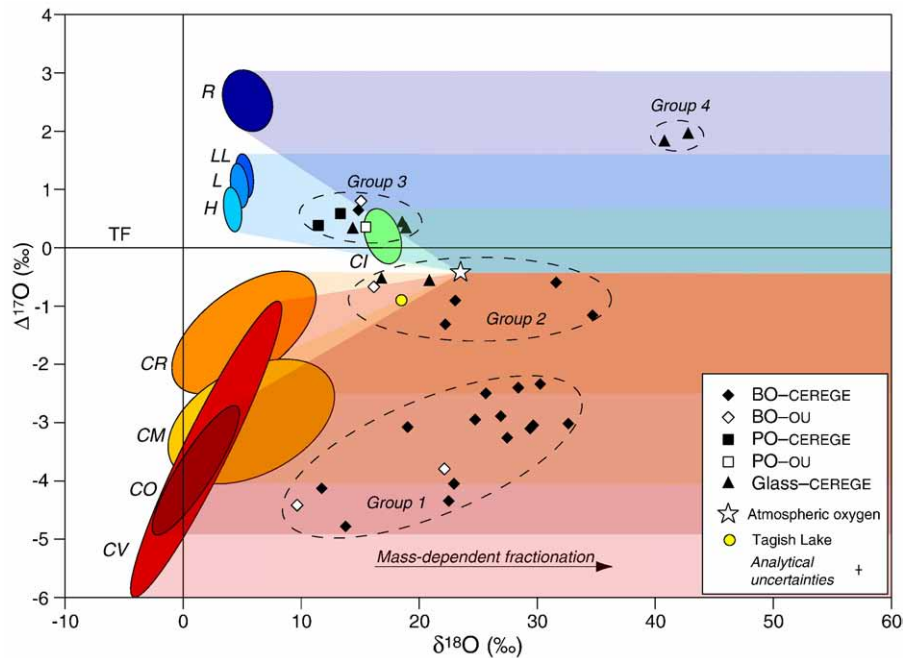 4
3
2
1
0
-1
-2
-3
-4
-5
-6
Δ¹⁷O (‰)
R
LL
L
H
TF
CR
CM
CO
CV
CI
Group 4
Group 3
Group 2
Group 1
Mass-dependent fractionation
BO–CEREGE
BO–OU
PO–CEREGE
PO–OU
Glass–CEREGE
Atmospheric oxygen
Tagish Lake
Analytical
uncertainties
-10
0
10
20
30
40
50
60
δ¹⁸O (‰)